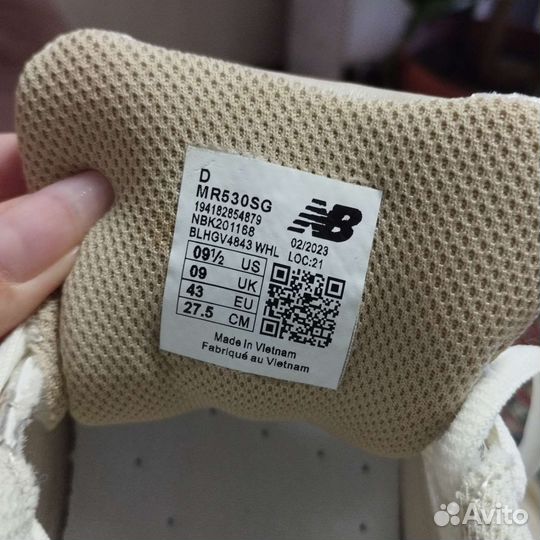 D
MR530SG
194182854879
NBK201168
BLHGV4843 WHL
NB
02/2023
LOC:21
09½ US
09 UK
43 EU
27.5 CM
Made in Vietnam
Fabriqué au Vietnam
Avito